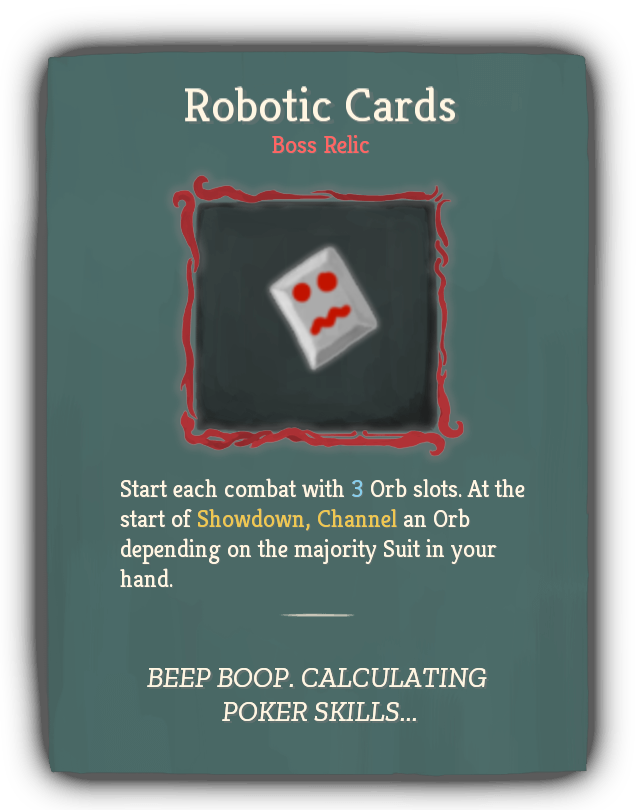 Robotic Cards
Boss Relic
Start each combat with 3 Orb slots. At the
start of Showdown, Channel an Orb
depending on the majority Suit in your
hand.
BEEP BOOP. CALCULATING
POKER SKILLS...